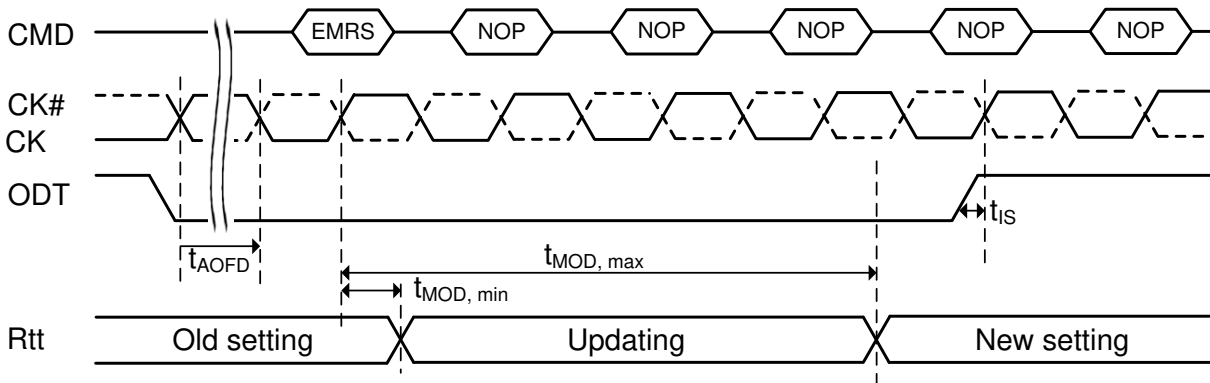 CMD EMRS NOP NOP NOP NOP NOP
CK#
CK
ODT
tIS
tAOFD
tMOD, max
tMOD, min
Rtt Old setting Updating New setting